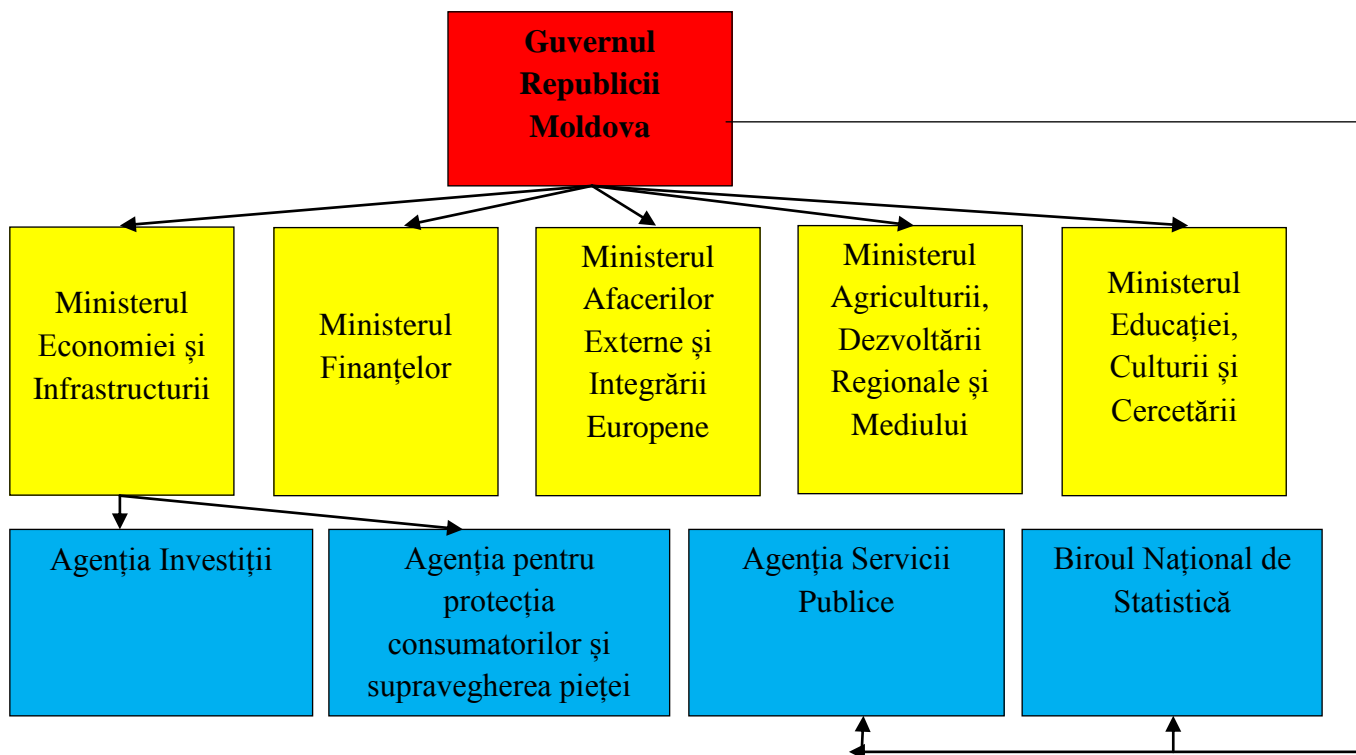 Guvernul
Republicii
Moldova
Ministerul
Economiei și
Infrastructurii
Ministerul
Finanțelor
Ministerul
Afacerilor
Externe și
Integrării
Europene
Ministerul
Agriculturii,
Dezvoltării
Regionale și
Mediului
Ministerul
Educației,
Culturii și
Cercetării
Agenția Investiții
Agenția pentru
protecția
consumatorilor și
supravegherea pieței
Agenția Servicii
Publice
Biroul Național de
Statistică